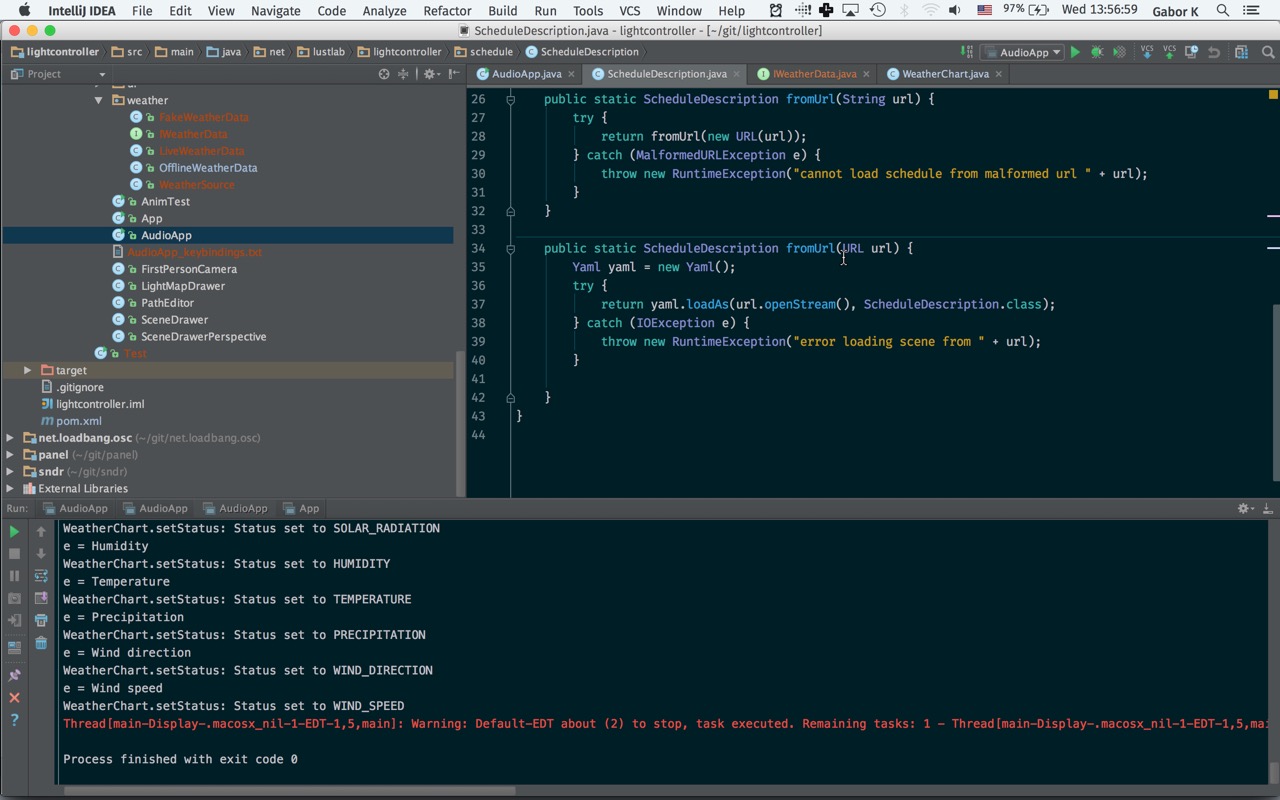 IntelliJ IDEA File Edit View Navigate Code Analyze Refactor Build Run Tools VCS Window Help 97% Wed 13:56:59 Gabor K
ScheduleDescription.java - lightcontroller - [~/git/lightcontroller]
lightcontroller src main java net lustlab lightcontroller schedule ScheduleDescription AudioApp VCS VCS
Project AudioApp.java ScheduleDescription.java IWeatherData.java WeatherChart.java
weather
FakeWeatherData
IWeatherData
LiveWeatherData
OfflineWeatherData
WeatherSource
AnimTest
App
AudioApp
AudioApp_keybindings.txt
FirstPersonCamera
LightMapDrawer
PathEditor
SceneDrawer
SceneDrawerPerspective
Test
target
.gitignore
lightcontroller.iml
pom.xml
net.loadbang.osc (~/git/net.loadbang.osc)
panel (~/git/panel)
sndr (~/git/sndr)
External Libraries
26 public static ScheduleDescription fromUrl(String url) {
27 try {
28 return fromUrl(new URL(url));
29 } catch (MalformedURLException e) {
30 throw new RuntimeException("cannot load schedule from malformed url " + url);
31 }
32 }
33
34 public static ScheduleDescription fromUrl(URL url) {
35 Yaml yaml = new Yaml();
36 try {
37 return yaml.loadAs(url.openStream(), ScheduleDescription.class);
38 } catch (IOException e) {
39 throw new RuntimeException("error loading scene from " + url);
40 }
41
42 }
43 }
44
Run: AudioApp AudioApp AudioApp App
WeatherChart.setStatus: Status set to SOLAR_RADIATION
e = Humidity
WeatherChart.setStatus: Status set to HUMIDITY
e = Temperature
WeatherChart.setStatus: Status set to TEMPERATURE
e = Precipitation
WeatherChart.setStatus: Status set to PRECIPITATION
e = Wind direction
WeatherChart.setStatus: Status set to WIND_DIRECTION
e = Wind speed
WeatherChart.setStatus: Status set to WIND_SPEED
Thread[main-Display-.macosx_nil-1-EDT-1,5,main]: Warning: Default-EDT about (2) to stop, task executed. Remaining tasks: 1 - Thread[main-Display-.macosx_nil-1-EDT-1,5,mai
Process finished with exit code 0